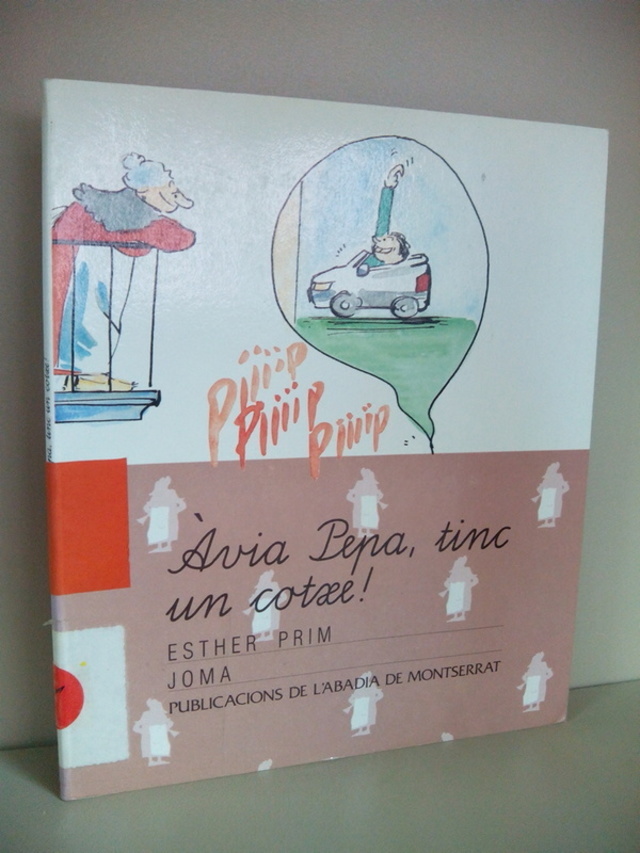 Piiiip
Piiiip
Piiiip
Àvia Pepa, tinc
un cotxe!
ESTHER PRIM
JOMA
PUBLICACIONS DE L'ABADIA DE MONTSERRAT